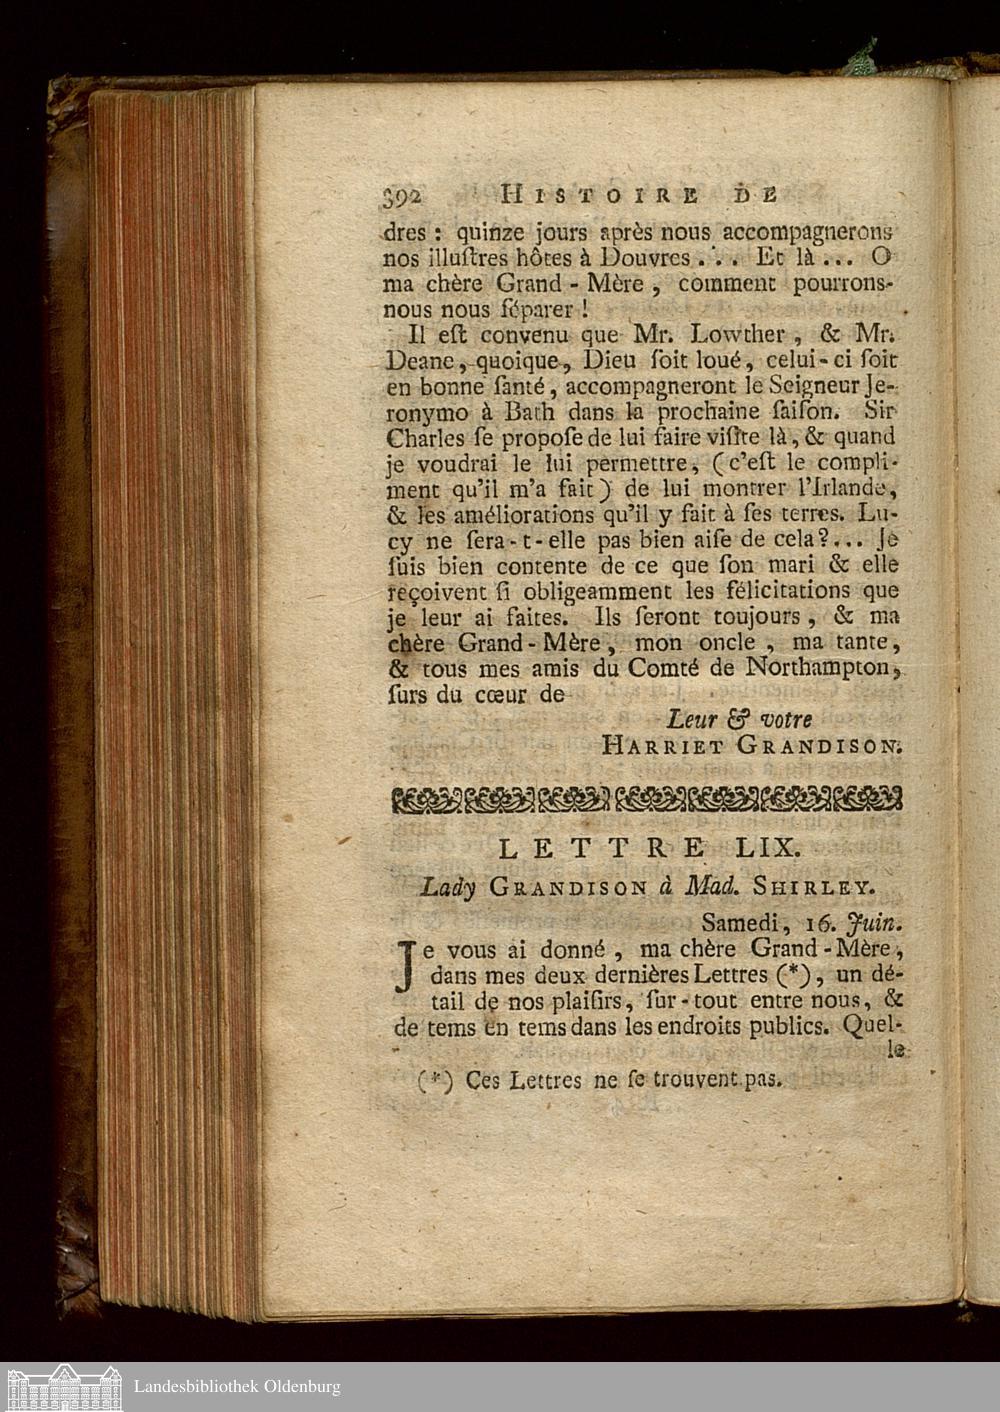 392 HISTOIRE DE
dres : quinze jours après nous accompagnerons
nos illuſtres hôtes à Douvres . . . Et là ... O
ma chère Grand - Mère , comment pourrons-
nous nous ſéparer !
Il eſt convenu que Mr. Lowther , & Mr.
Deane, quoique, Dieu ſoit loué, celui-ci ſoit
en bonne ſanté, accompagneront le Seigneur Je-
ronymo à Bath dans la prochaine ſaiſon. Sir
Charles ſe propoſe de lui faire viſite là, & quand
je voudrai le lui permettre, (c'eſt le compli-
ment qu'il m'a fait) de lui montrer l'Irlande,
& les améliorations qu'il y fait à ſes terres. Lu-
cy ne ſera-t-elle pas bien aiſe de cela?... Je
ſuis bien contente de ce que ſon mari & elle
reçoivent ſi obligeamment les félicitations que
je leur ai faites. Ils ſeront toujours, & ma
chère Grand-Mère, mon oncle , ma tante,
& tous mes amis du Comté de Northampton,
ſurs du cœur de
Leur & votre
HARRIET GRANDISON.
LETTRE LIX.
Lady GRANDISON à Mad. SHIRLEY.
Samedi, 16. Juin.
Je vous ai donné , ma chère Grand-Mère,
dans mes deux dernières Lettres (*), un dé-
tail de nos plaiſirs, ſur-tout entre nous, &
de tems en tems dans les endroits publics. Quel-
le
(*) Ces Lettres ne ſe trouvent pas.
Landesbibliothek Oldenburg